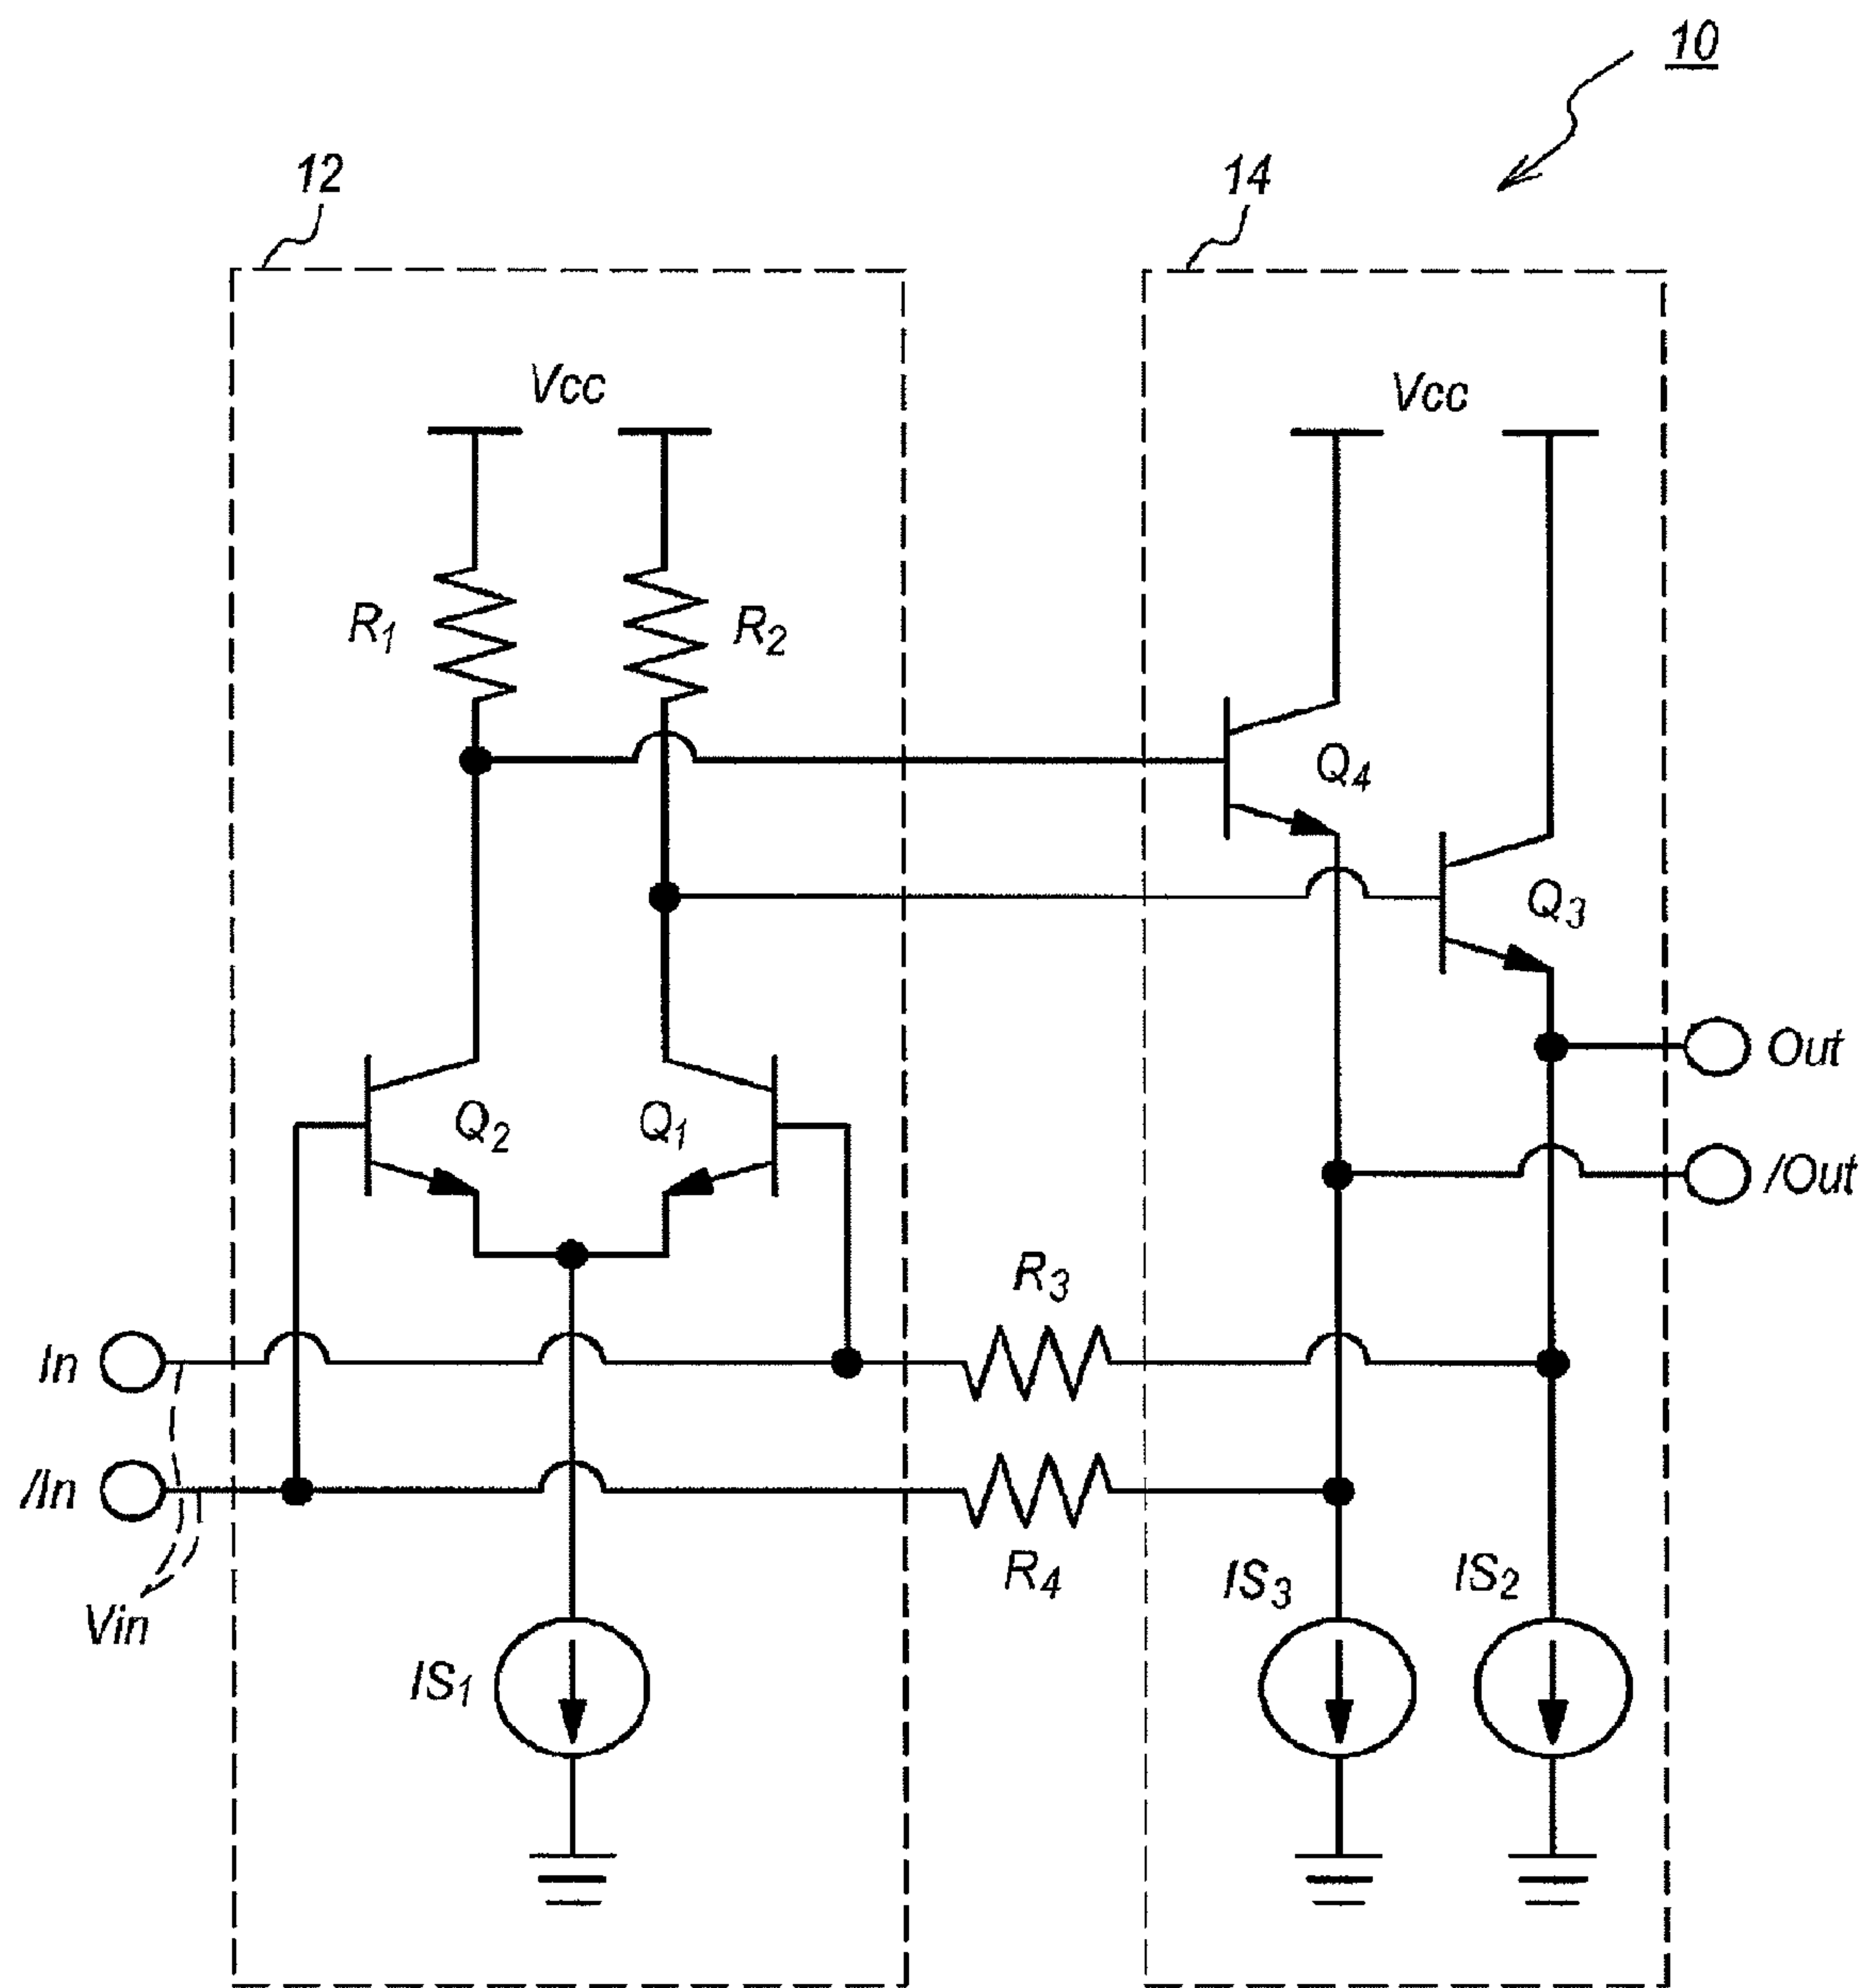 10
12
14
Vcc
Vcc
R1
R2
Q4
Q3
Q2
Q1
Out
/Out
R3
In
/In
R4
IS3
IS2
Vin
IS1